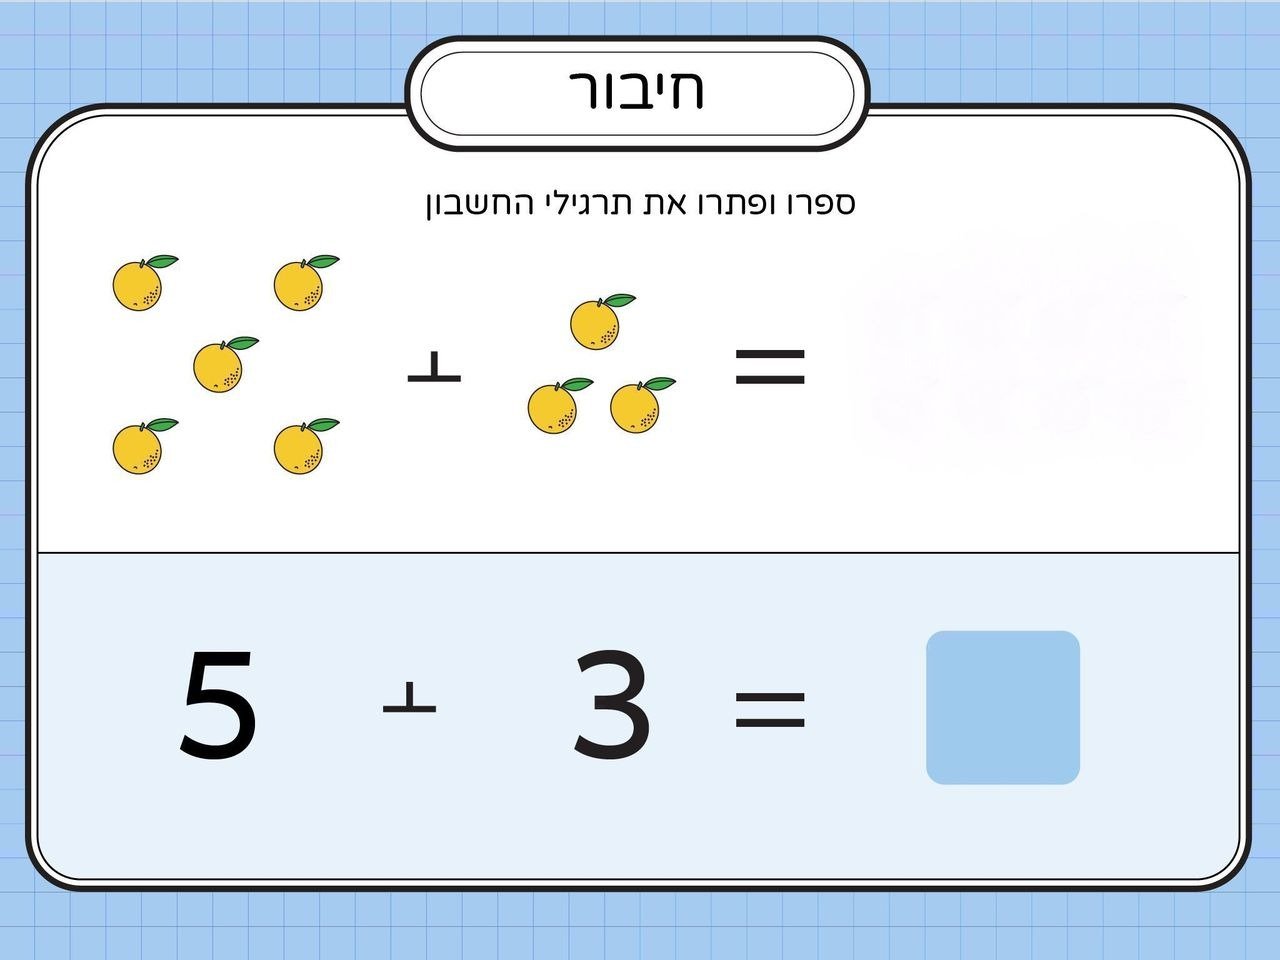 חיבור
ספרו ופתרו את תרגילי החשבון
﬩ =
5 ﬩ 3 =